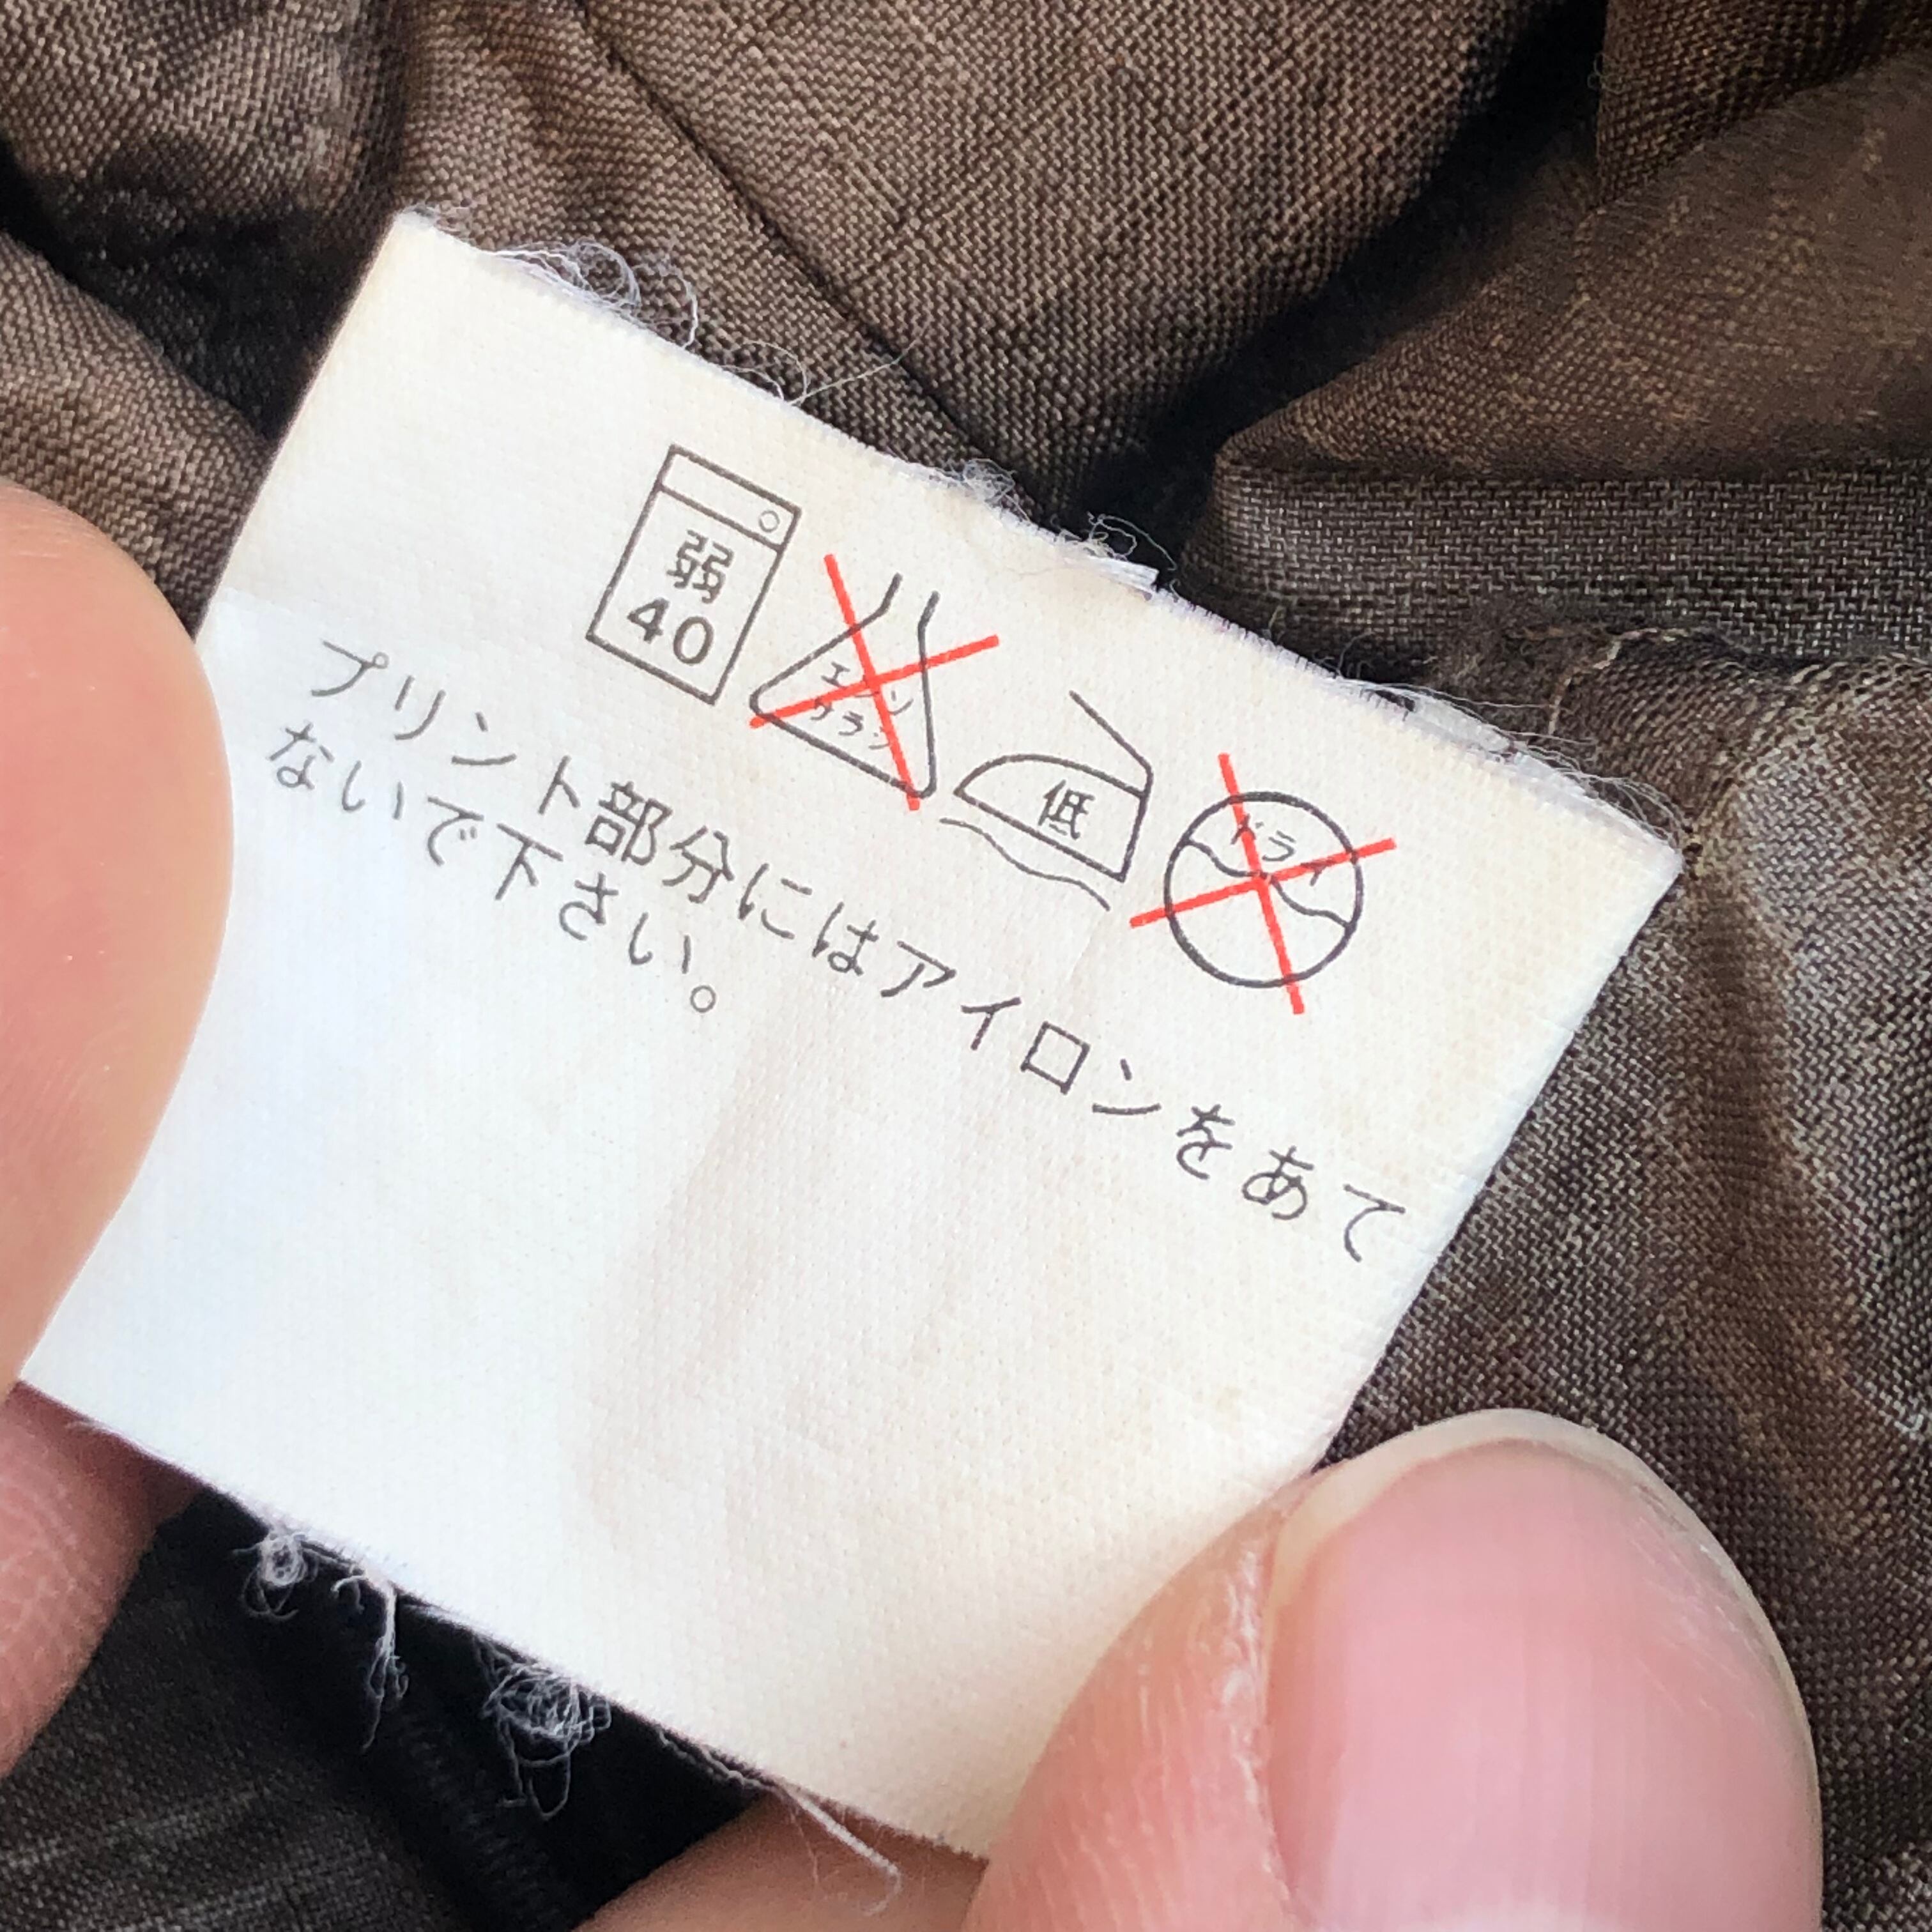 弱
40
エンソ
サラシ
低
ドライ
プリント部分にはアイロンをあて
ないで下さい。